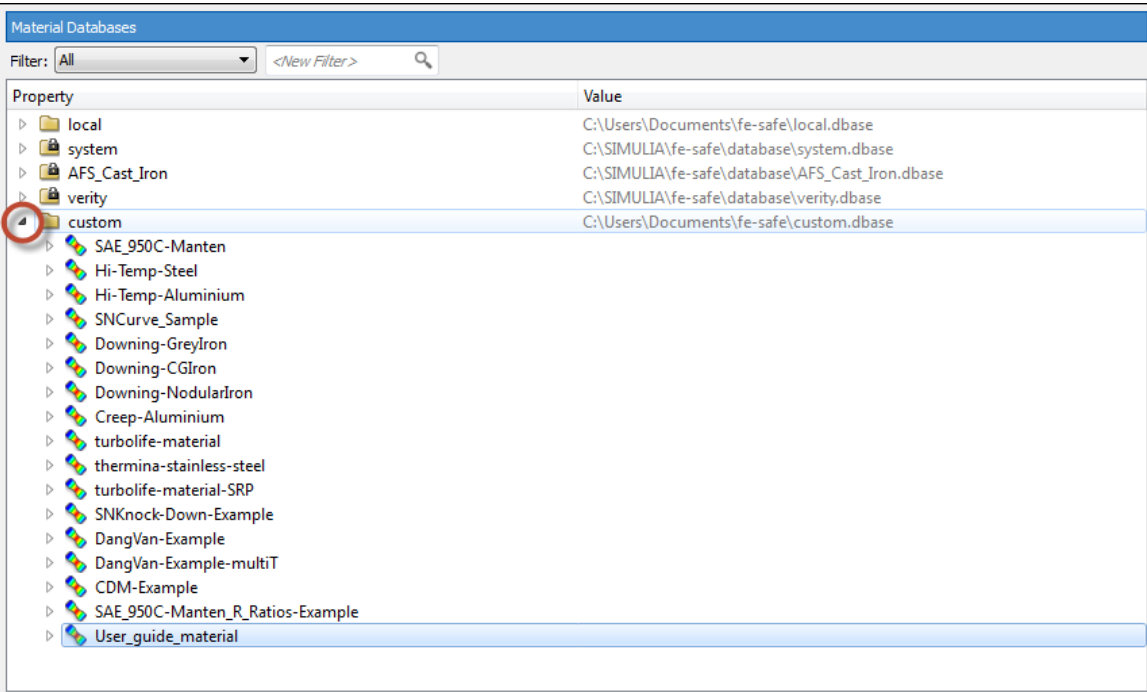 Material Databases
Filter: All <New Filter>
Property Value
local C:\Users\Documents\fe-safe\local.dbase
system C:\SIMULIA\fe-safe\database\system.dbase
AFS_Cast_Iron C:\SIMULIA\fe-safe\database\AFS_Cast_Iron.dbase
verity C:\SIMULIA\fe-safe\database\verity.dbase
custom C:\Users\Documents\fe-safe\custom.dbase
SAE_950C-Manten
Hi-Temp-Steel
Hi-Temp-Aluminium
SNCurve_Sample
Downing-GreyIron
Downing-CGIron
Downing-NodularIron
Creep-Aluminium
turbolife-material
thermina-stainless-steel
turbolife-material-SRP
SNKnock-Down-Example
DangVan-Example
DangVan-Example-multiT
CDM-Example
SAE_950C-Manten_R_Ratios-Example
User_guide_material